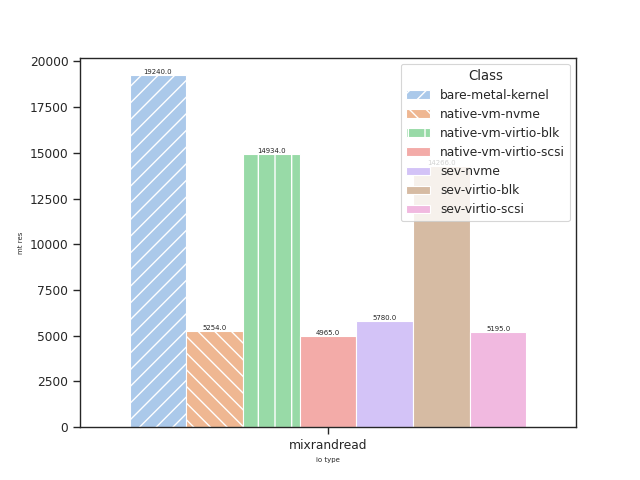 20000
17500
15000
12500
10000
7500
5000
2500
0
mt res
19240.0
5254.0
14934.0
4965.0
5780.0
5195.0
Class
bare-metal-kernel
native-vm-nvme
native-vm-virtio-blk
native-vm-virtio-scsi
sev-nvme
sev-virtio-blk
sev-virtio-scsi
mixrandread
io type